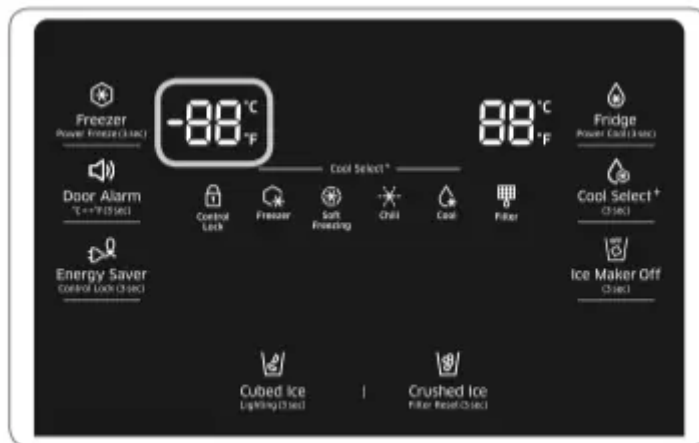 Freezer
Power Freeze (3 sec)
-88 °C
°F
88 °C
°F
Fridge
Power Cool (3 sec)
Door Alarm
°C↔°F (3 sec)
Cool Select+
Control
Lock
Freezer
Soft
Freezing
Chill
Cool
Filter
Cool Select+
(3 sec)
Energy Saver
Control Lock (3 sec)
OFF
Ice Maker Off
(3 sec)
Cubed Ice
Lighting (3 sec)
Crushed Ice
Filter Reset (3 sec)